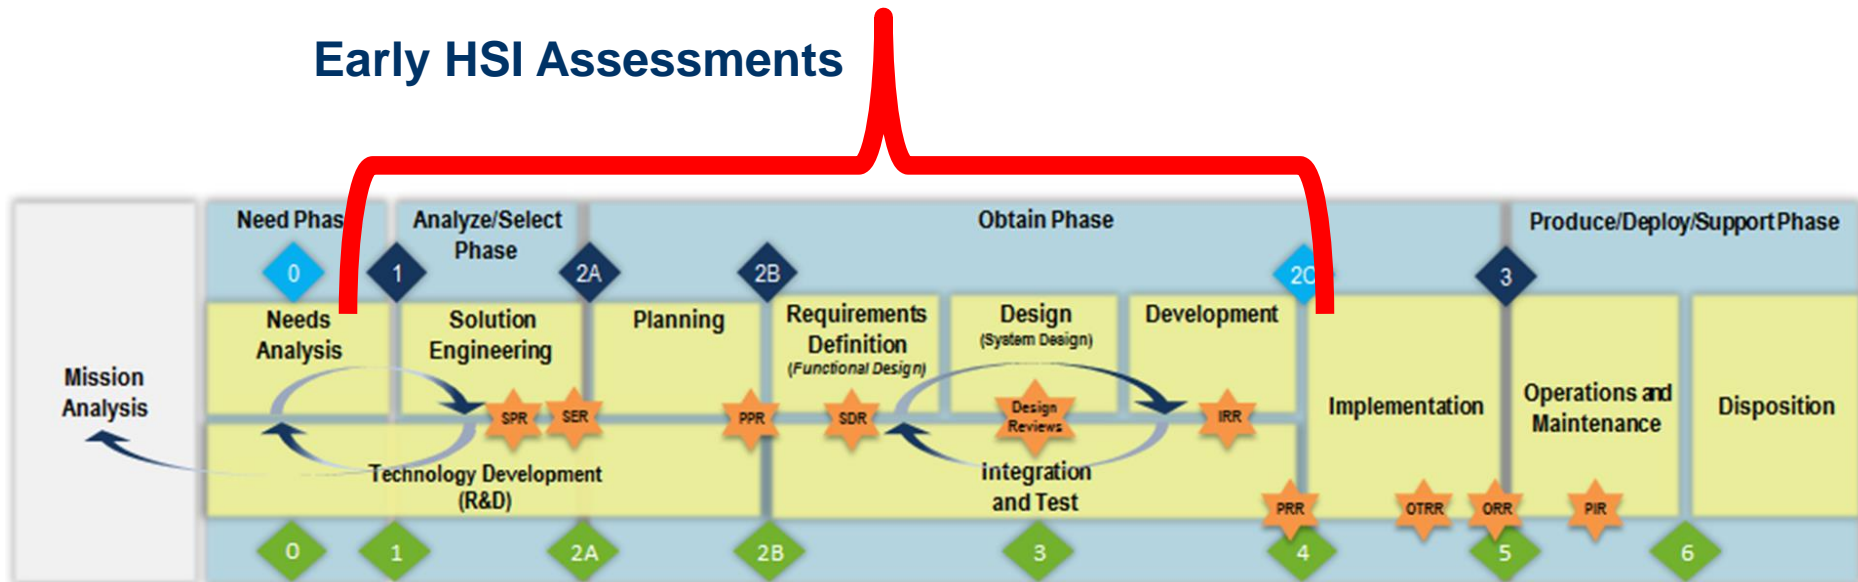 Early HSI Assessments
Need Phas
Analyze/Select
Phase
Obtain Phase
Produce/Deploy/Support Phase
0
1
2A
2B
2C
3
Needs
Analysis
Solution
Engineering
Planning
Requirements
Definition
(Functional Design)
Design
(System Design)
Development
Mission
Analysis
SPR
SER
PPR
SDR
Design
Reviews
IRR
Implementation
Operations and
Maintenance
Disposition
Technology Development
(R&D)
Integration
and Test
PRR
OTRR
ORR
PIR
0
1
2A
2B
3
4
5
6